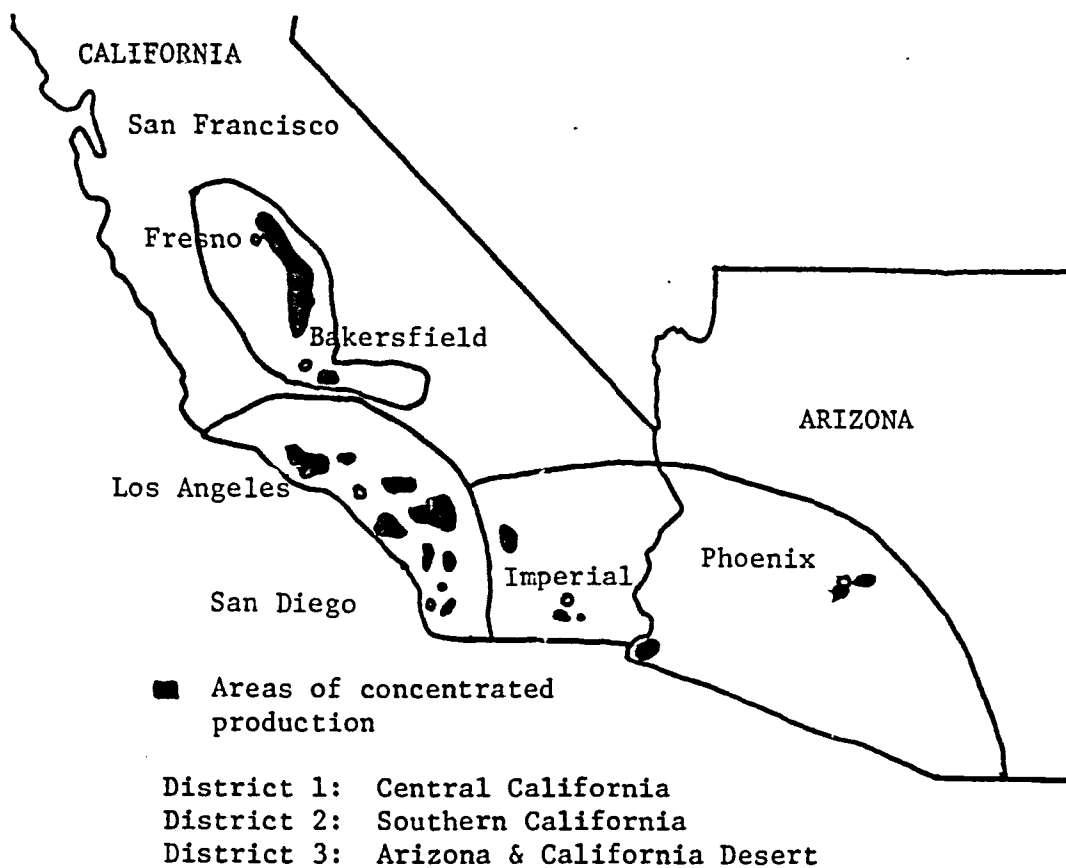 CALIFORNIA
San Francisco
Fresno
Bakersfield
ARIZONA
Los Angeles
Phoenix
Imperial
San Diego
Areas of concentrated
production
District 1: Central California
District 2: Southern California
District 3: Arizona & California Desert